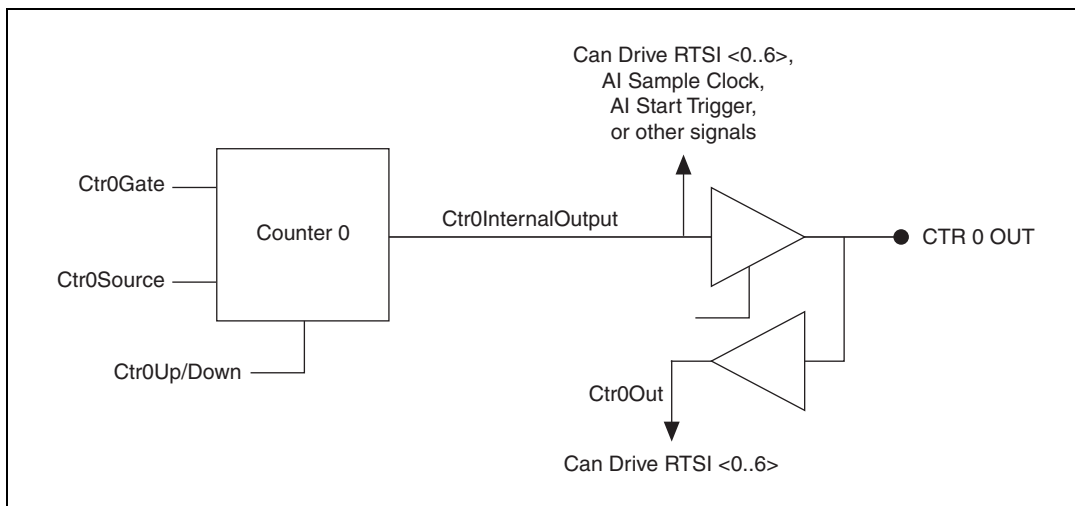 Can Drive RTSI <0..6>,
AI Sample Clock,
AI Start Trigger,
or other signals
Ctr0Gate
Counter 0
Ctr0InternalOutput
CTR 0 OUT
Ctr0Source
Ctr0Up/Down
Ctr0Out
Can Drive RTSI <0..6>